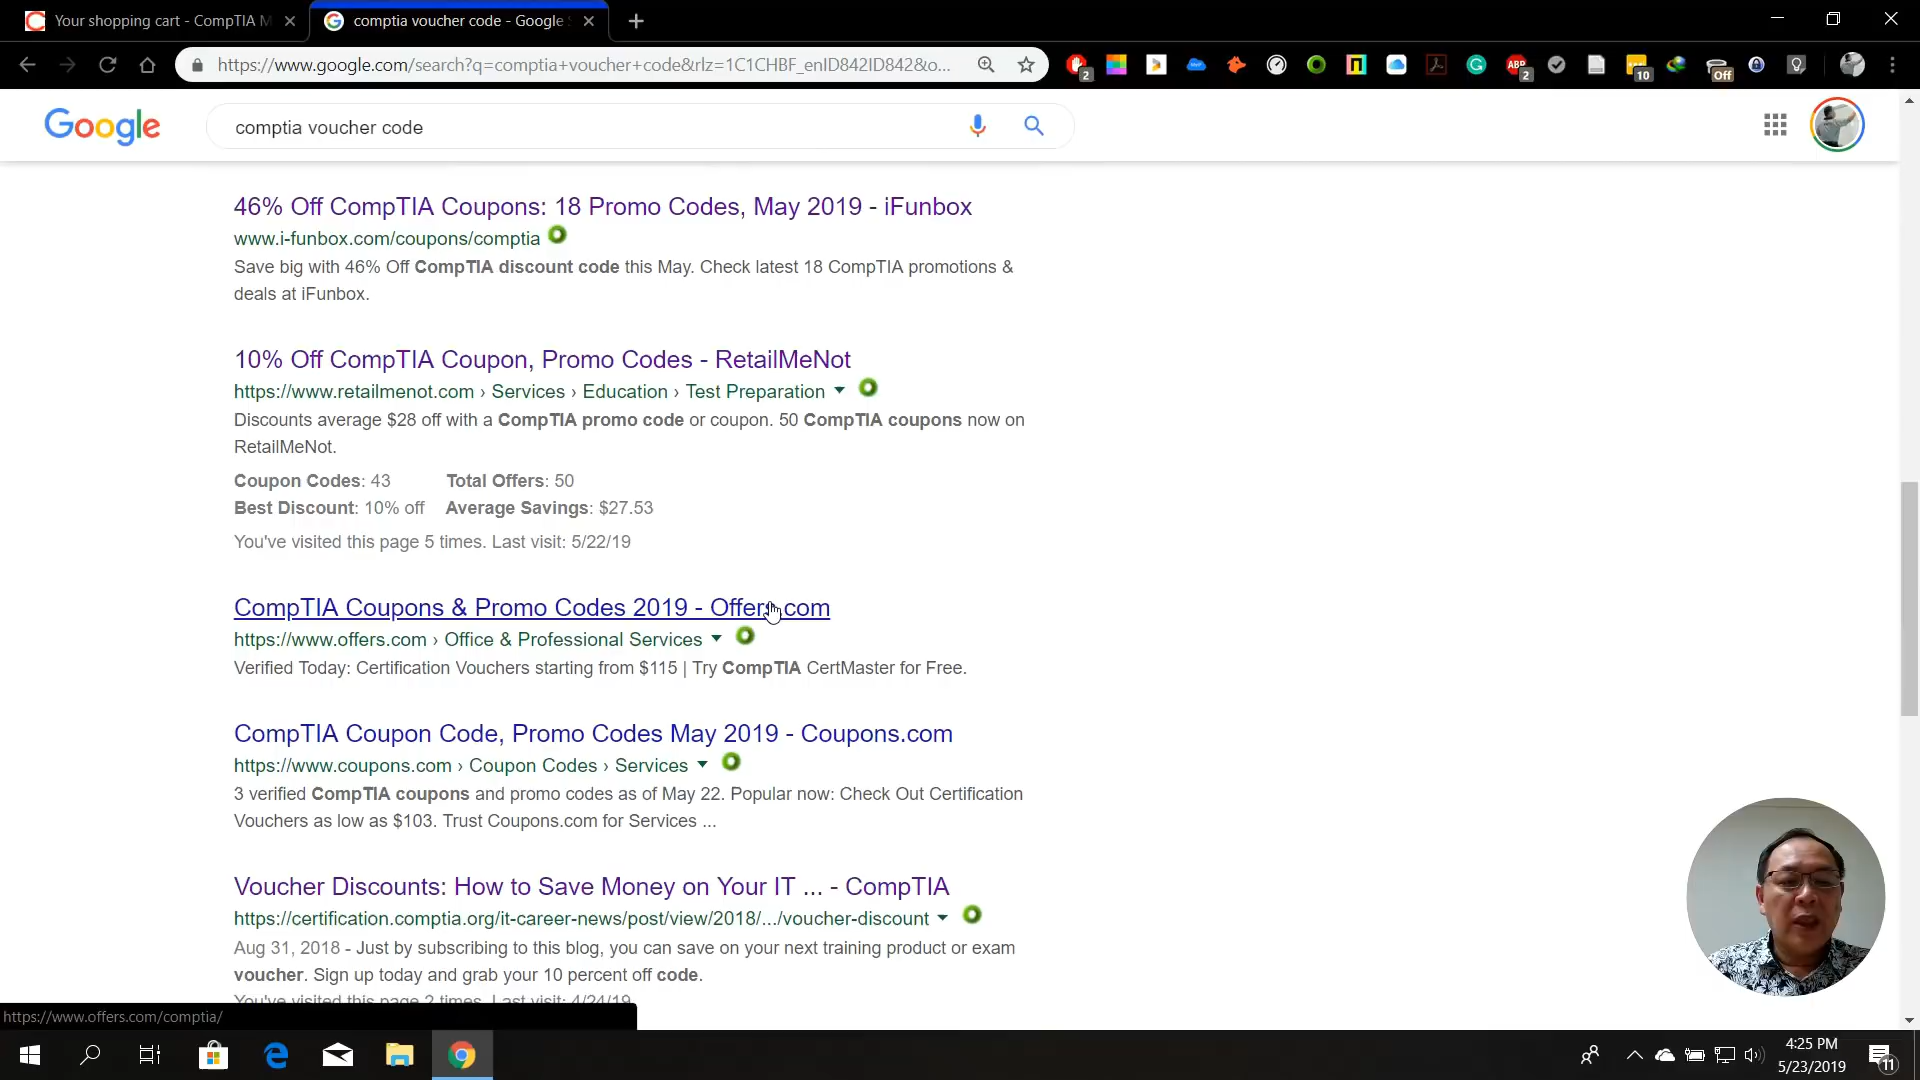 Your shopping cart - CompTIA M
comptia voucher code - Google S
https://www.google.com/search?q=comptia+voucher+code&rlz=1C1CHBF_enID842ID842&o...
2
ABP
2
10
Off
Google
comptia voucher code
46% Off CompTIA Coupons: 18 Promo Codes, May 2019 - iFunbox
www.i-funbox.com/coupons/comptia
Save big with 46% Off CompTIA discount code this May. Check latest 18 CompTIA promotions &
deals at iFunbox.
10% Off CompTIA Coupon, Promo Codes - RetailMeNot
https://www.retailmenot.com › Services › Education › Test Preparation
Discounts average $28 off with a CompTIA promo code or coupon. 50 CompTIA coupons now on
RetailMeNot.
Coupon Codes: 43 Total Offers: 50
Best Discount: 10% off Average Savings: $27.53
You've visited this page 5 times. Last visit: 5/22/19
CompTIA Coupons & Promo Codes 2019 - Offers.com
https://www.offers.com › Office & Professional Services
Verified Today: Certification Vouchers starting from $115 | Try CompTIA CertMaster for Free.
CompTIA Coupon Code, Promo Codes May 2019 - Coupons.com
https://www.coupons.com › Coupon Codes › Services
3 verified CompTIA coupons and promo codes as of May 22. Popular now: Check Out Certification
Vouchers as low as $103. Trust Coupons.com for Services ...
Voucher Discounts: How to Save Money on Your IT ... - CompTIA
https://certification.comptia.org/it-career-news/post/view/2018/.../voucher-discount
Aug 31, 2018 - Just by subscribing to this blog, you can save on your next training product or exam
voucher. Sign up today and grab your 10 percent off code.
You've visited this page 2 times. Last visit: 4/24/19
https://www.offers.com/comptia/
4:25 PM
5/23/2019
11